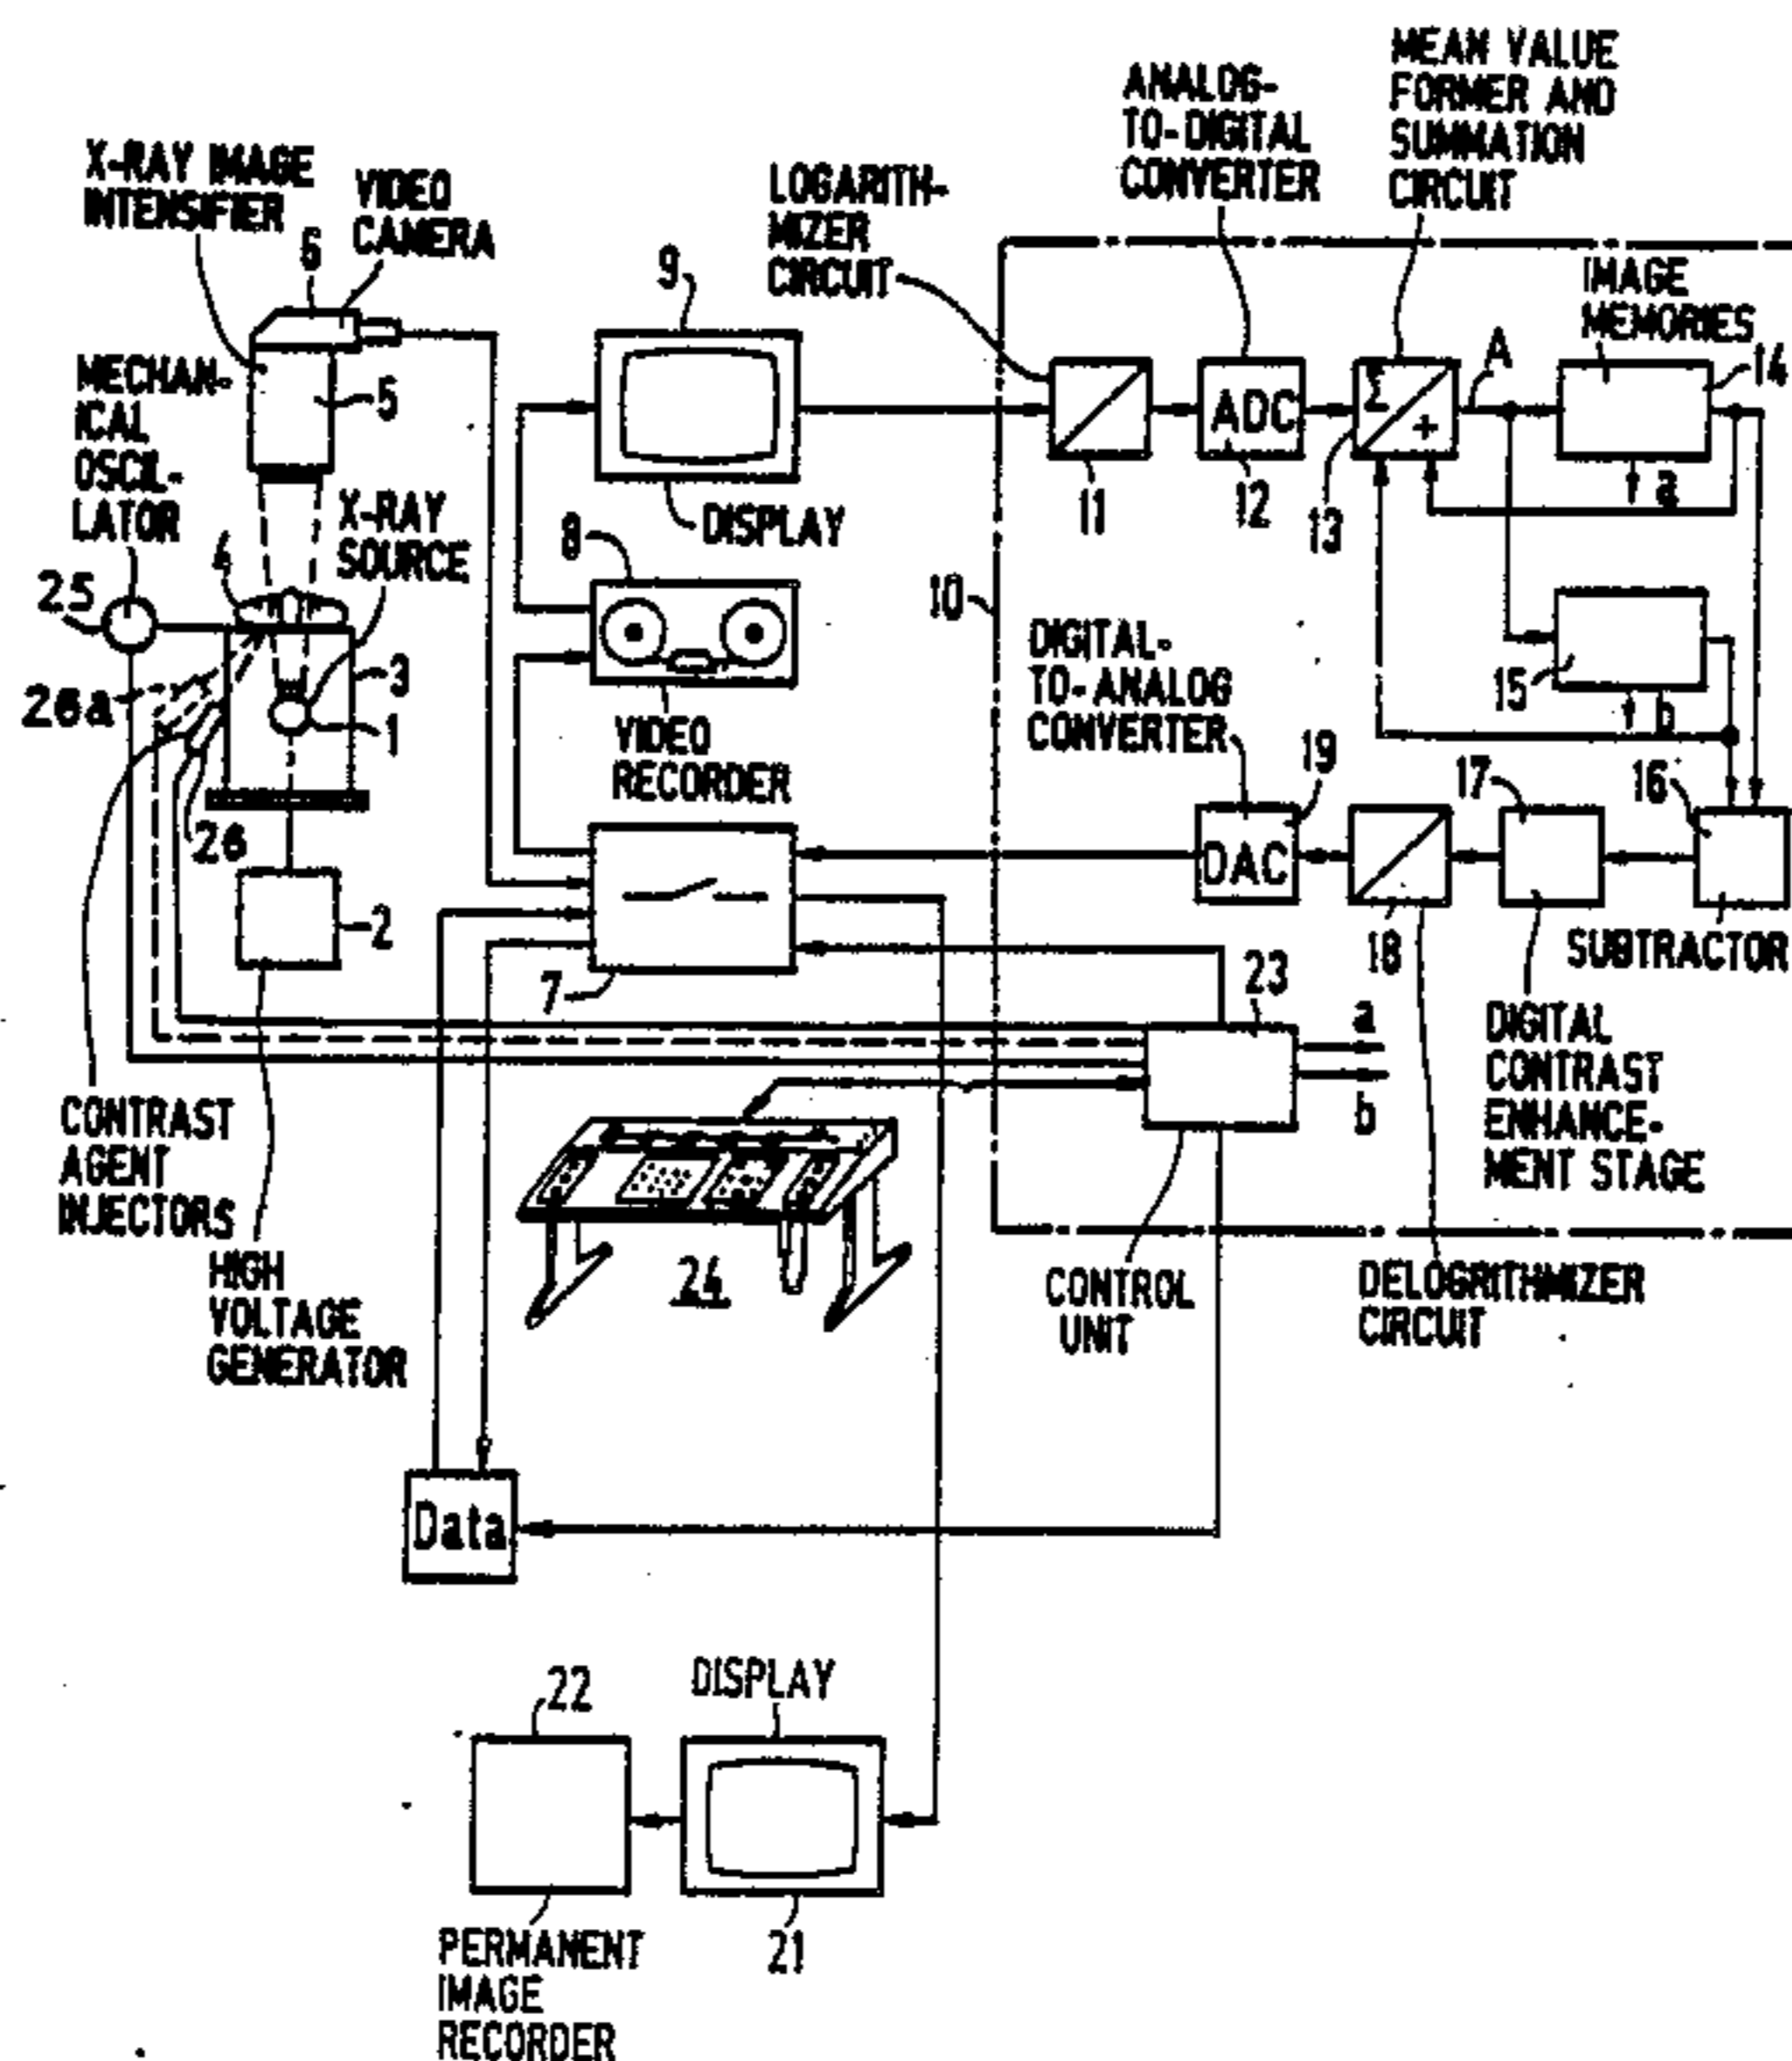 MEAN VALUE
FORMER AND
SUMMATION
CIRCUIT
ANALOG-
TO-DIGITAL
CONVERTER
X-RAY IMAGE
INTENSIFIER
VIDEO
CAMERA
LOGARITH-
MIZER
CIRCUIT
6
9
IMAGE
MEMORIES
MECHAN-
ICAL
OSCIL-
LATOR
5
A
14
Σ
+
ADC
11
12
13
a
X-RAY
SOURCE
DISPLAY
4
8
10
25
DIGITAL-
TO-ANALOG
CONVERTER
15
b
26a
3
1
VIDEO
RECORDER
19
17
16
26
DAC
2
18
SUBTRACTOR
7
23
a
b
DIGITAL
CONTRAST
ENHANCE-
MENT STAGE
CONTRAST
AGENT
INJECTORS
HIGH
VOLTAGE
GENERATOR
24
CONTROL
UNIT
DELOGRITHMIZER
CIRCUIT
Data
22
DISPLAY
PERMANENT
IMAGE
RECORDER
21